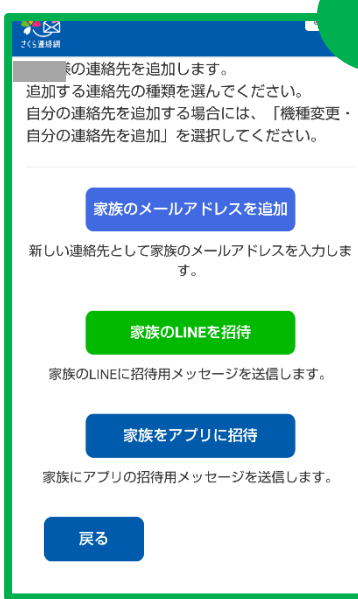 さくら連絡網
様の連絡先を追加します。
追加する連絡先の種類を選んでください。
自分の連絡先を追加する場合には、「機種変更・
自分の連絡先を追加」を選択してください。
家族のメールアドレスを追加
新しい連絡先として家族のメールアドレスを入力しま
す。
家族のLINEを招待
家族のLINEに招待用メッセージを送信します。
家族をアプリに招待
家族にアプリの招待用メッセージを送信します。
戻る